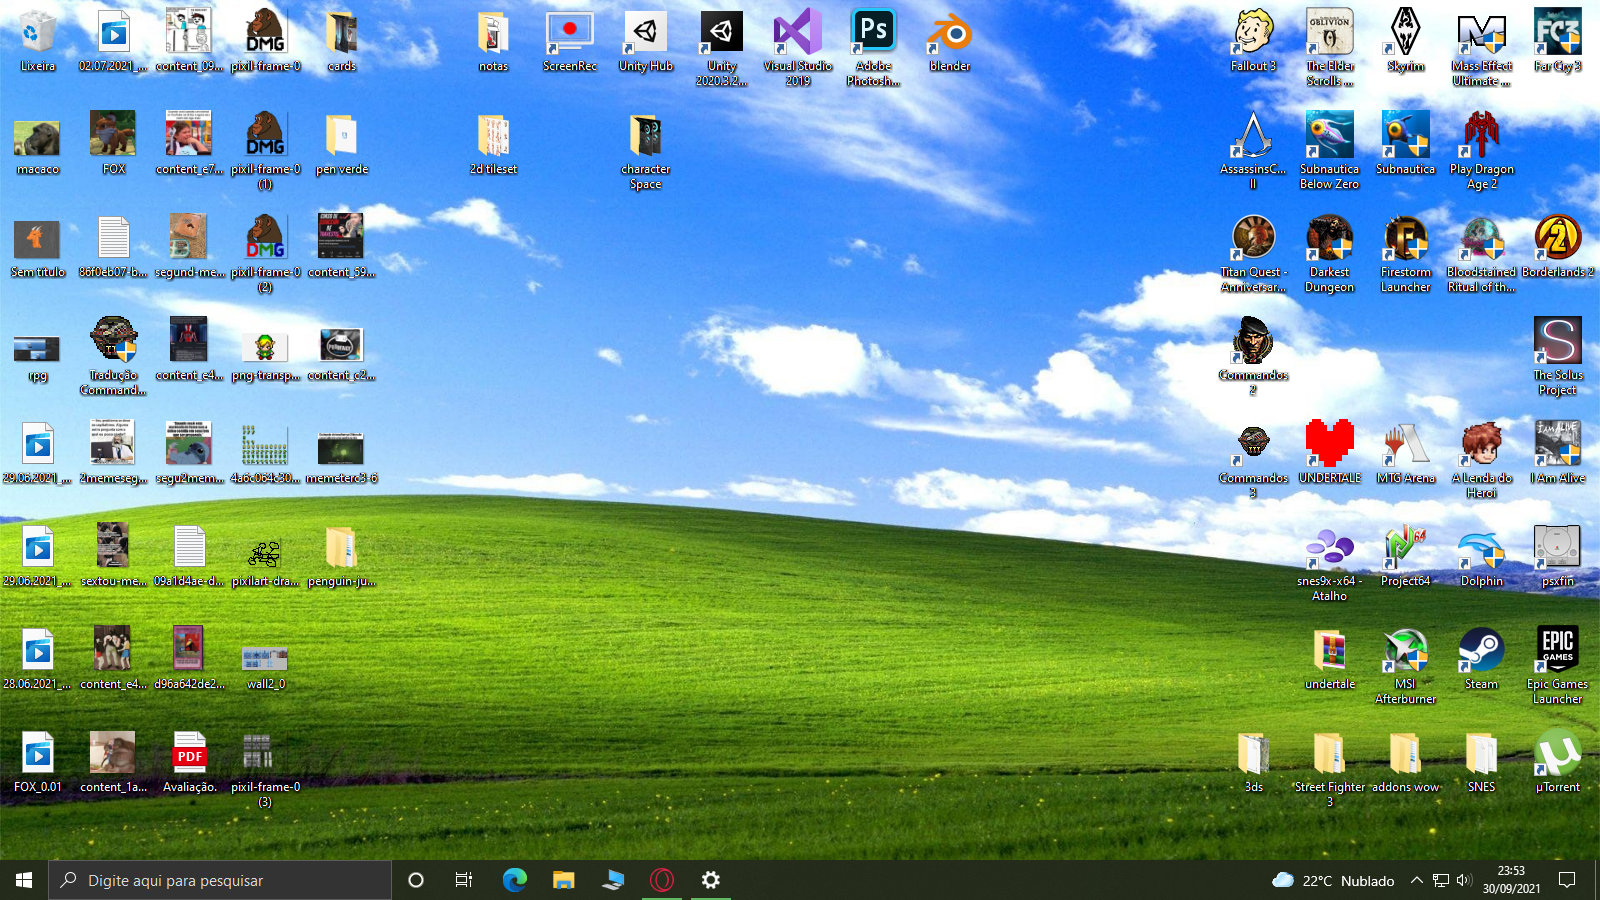 Lixeira
02.07.2021_...
content_09...
pixil-frame-0
cards
notas
ScreenRec
Unity Hub
Unity
2020.3.2...
Visual Studio
2019
Adobe
Photosh...
blender
Fallout 3
The Elder
Scrolls ...
Skyrim
Mass Effect
Ultimate ...
Far Cry 3
macaco
FOX
content_e7...
pixil-frame-0
(1)
pen verde
2d tileset
character
Space
AssassinsC...
II
Subnautica
Below Zero
Subnautica
Play Dragon
Age 2
Sem título
86f0eb07-b...
segund-me...
pixil-frame-0
(2)
content_59...
Titan Quest -
Anniversar...
Darkest
Dungeon
Firestorm
Launcher
Bloodstained
Ritual of th...
Borderlands 2
rpg
Tradução
Command...
content_e4...
png-transp...
content_c2...
Commandos
2
The Solus
Project
29.06.2021_...
2memeseg...
segu2mem...
4a6c064c30...
memeterc3-6
Commandos
3
UNDERTALE
MTG Arena
A Lenda do
Heroi
I Am Alive
29.06.2021_...
sextou-me...
09a1d4ae-d...
pixilart-dra...
penguin-ju...
snes9x-x64 -
Atalho
Project64
Dolphin
psxfin
28.06.2021_...
content_e4...
d96a642de2...
wall2_0
undertale
MSI
Afterburner
Steam
Epic Games
Launcher
FOX_0.01
content_1a...
Avaliação.
pixil-frame-0
(3)
3ds
Street Fighter
3
addons wow
SNES
µTorrent
Digite aqui para pesquisar
22°C Nublado
23:53
30/09/2021